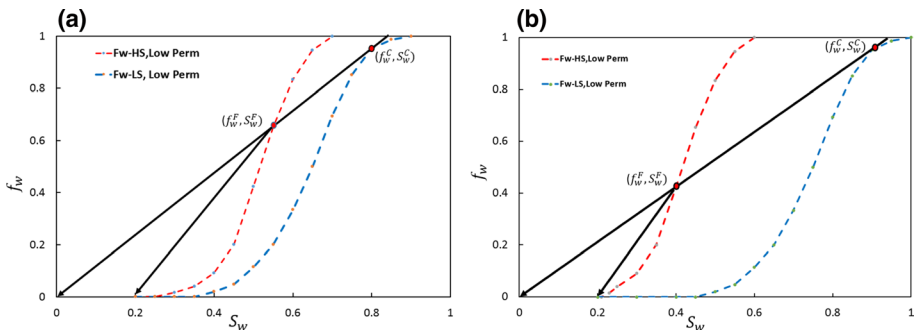 (a)
1
0.8
0.6
0.4
0.2
0
f_w
Fw-HS,Low Perm
Fw-LS, Low Perm
(f_w^C, S_w^C)
(f_w^F, S_w^F)
0 0.2 0.4 0.6 0.8 1
S_w
(b)
1
0.8
0.6
0.4
0.2
0
f_w
Fw-HS,Low Perm
Fw-LS,Low Perm
(f_w^C, S_w^C)
(f_w^F, S_w^F)
0.0 0.2 0.4 0.6 0.8 1.0
S_w